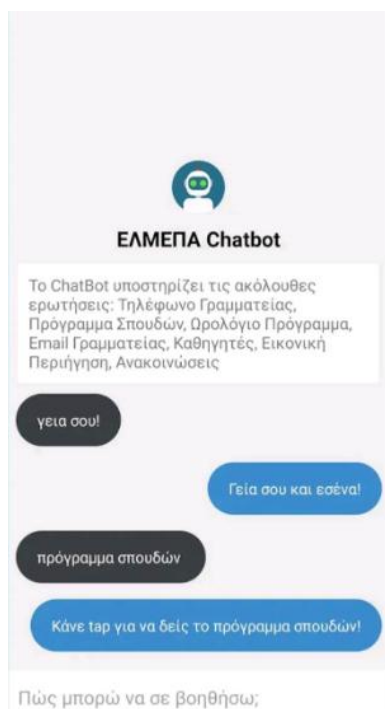 ΕΛΜΕΠΑ Chatbot
Το ChatBot υποστηρίζει τις ακόλουθες
ερωτήσεις: Τηλέφωνο Γραμματείας,
Πρόγραμμα Σπουδών, Ωρολόγιο Πρόγραμμα,
Email Γραμματείας, Καθηγητές, Εικονική
Περιήγηση, Ανακοινώσεις
γεια σου!
Γεία σου και εσένα!
πρόγραμμα σπουδών
Κάνε tap για να δείς το πρόγραμμα σπουδών!
Πώς μπορώ να σε βοηθήσω;